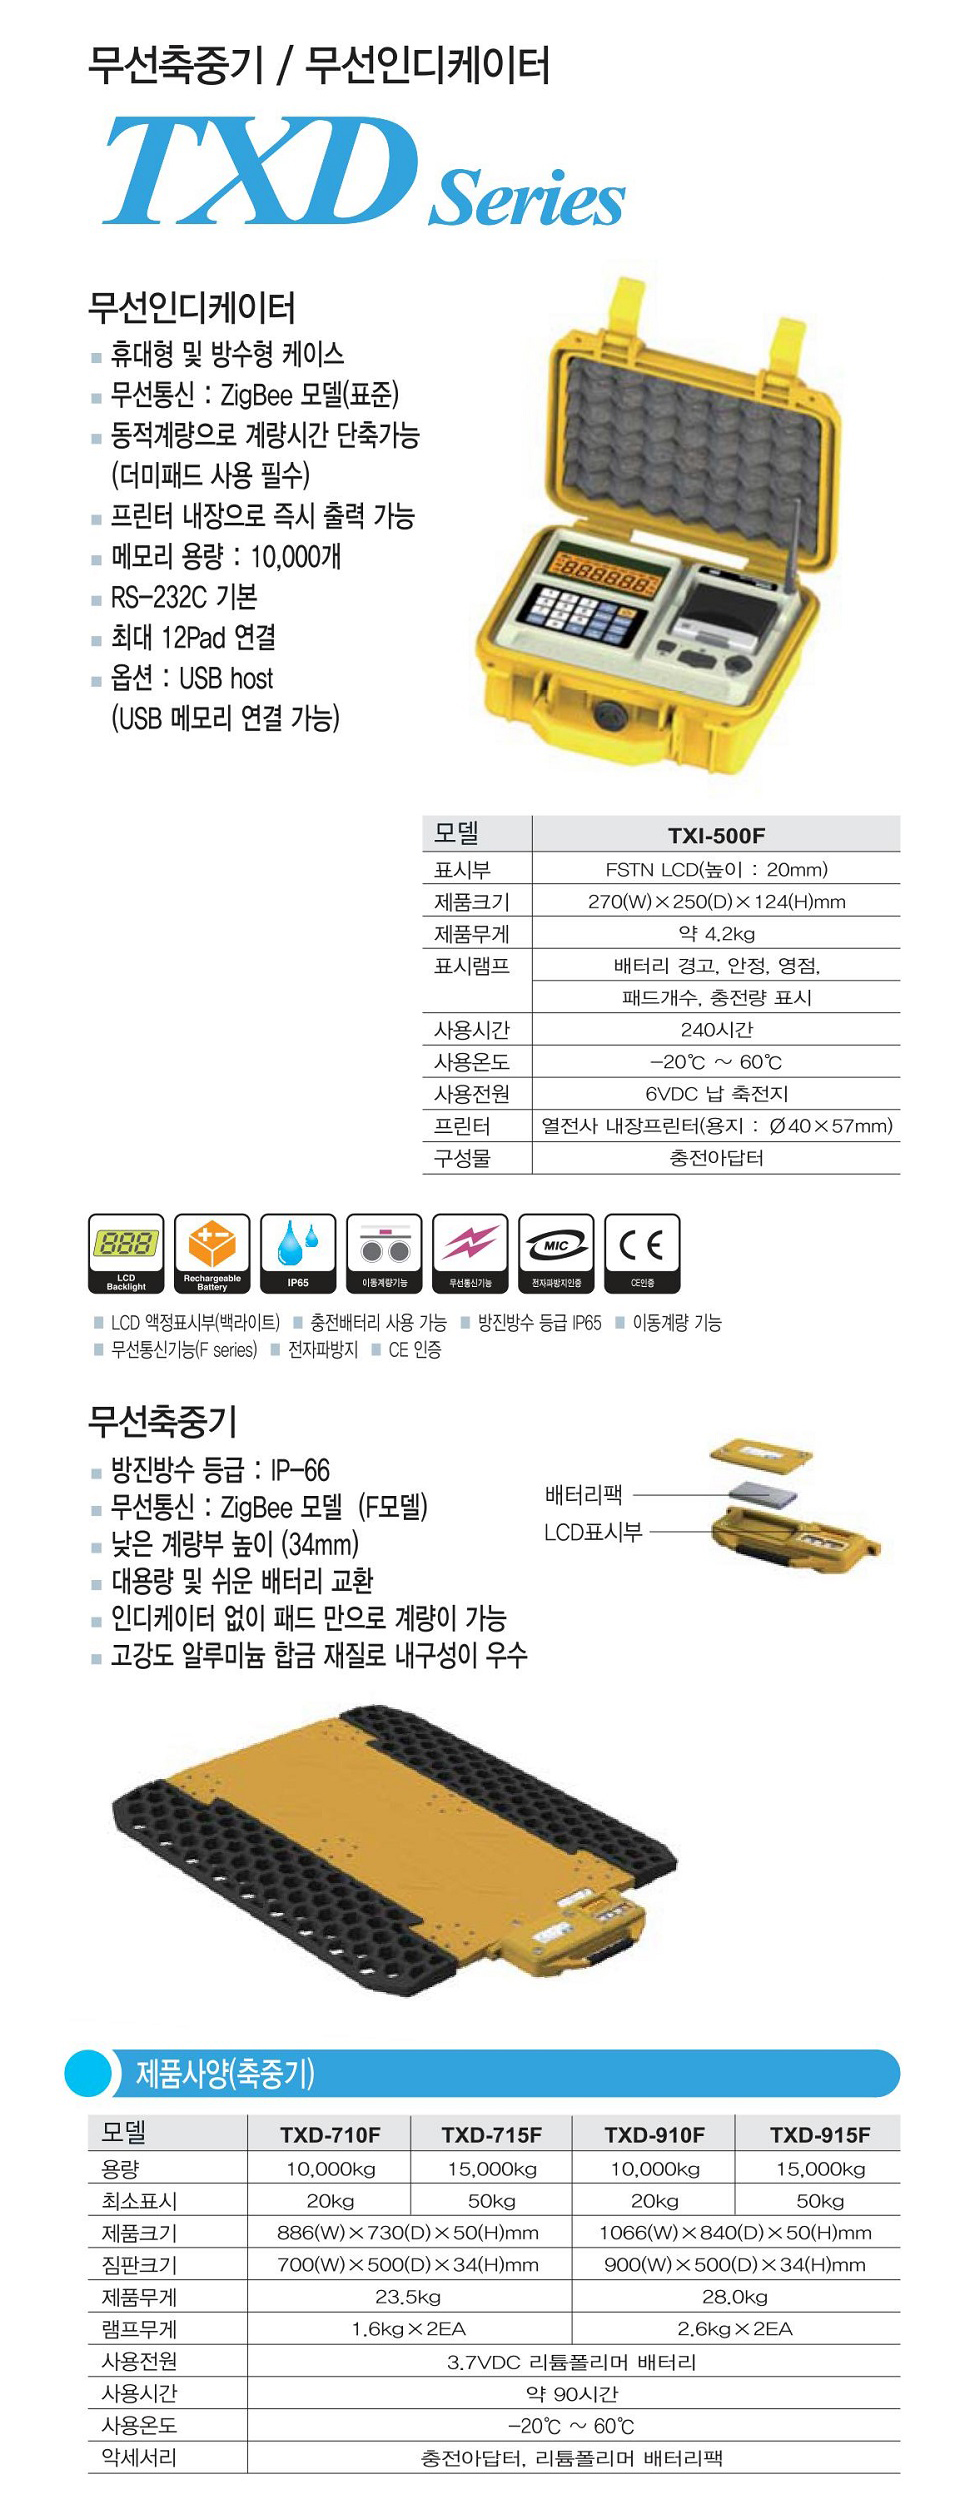 무선축중기 / 무선인디케이터
TXD Series
무선인디케이터
휴대형 및 방수형 케이스
무선통신 : ZigBee 모델(표준)
동적계량으로 계량시간 단축가능
(더미패드 사용 필수)
프린터 내장으로 즉시 출력 가능
메모리 용량 : 10,000개
RS-232C 기본
최대 12Pad 연결
옵션 : USB host
(USB 메모리 연결 가능)
모델 TXI-500F
표시부 FSTN LCD(높이 : 20mm)
제품크기 270(W)×250(D)×124(H)mm
제품무게 약 4.2kg
표시램프 배터리 경고, 안정, 영점,
패드개수, 충전량 표시
사용시간 240시간
사용온도 -20℃ ~ 60℃
사용전원 6VDC 납 축전지
프린터 열전사 내장프린터(용지 : Ø40×57mm)
구성물 충전아답터
888 MIC CE
LCD Backlight Rechargeable Battery IP65 이동계량기능 무선통신기능 전자파방지인증 CE인증
LCD 액정표시부(백라이트) 충전배터리 사용 가능 방진방수 등급 IP65 이동계량 기능
무선통신기능(F series) 전자파방지 CE 인증
무선축중기
방진방수 등급 : IP-66
무선통신 : ZigBee 모델 (F모델)
낮은 계량부 높이 (34mm)
대용량 및 쉬운 배터리 교환
인디케이터 없이 패드 만으로 계량이 가능
고강도 알루미늄 합금 재질로 내구성이 우수
배터리팩
LCD표시부
제품사양(축중기)
모델 TXD-710F TXD-715F TXD-910F TXD-915F
용량 10,000kg 15,000kg 10,000kg 15,000kg
최소표시 20kg 50kg 20kg 50kg
제품크기 886(W)×730(D)×50(H)mm 1066(W)×840(D)×50(H)mm
짐판크기 700(W)×500(D)×34(H)mm 900(W)×500(D)×34(H)mm
제품무게 23.5kg 28.0kg
램프무게 1.6kg×2EA 2.6kg×2EA
사용전원 3.7VDC 리튬폴리머 배터리
사용시간 약 90시간
사용온도 -20℃ ~ 60℃
악세서리 충전아답터, 리튬폴리머 배터리팩